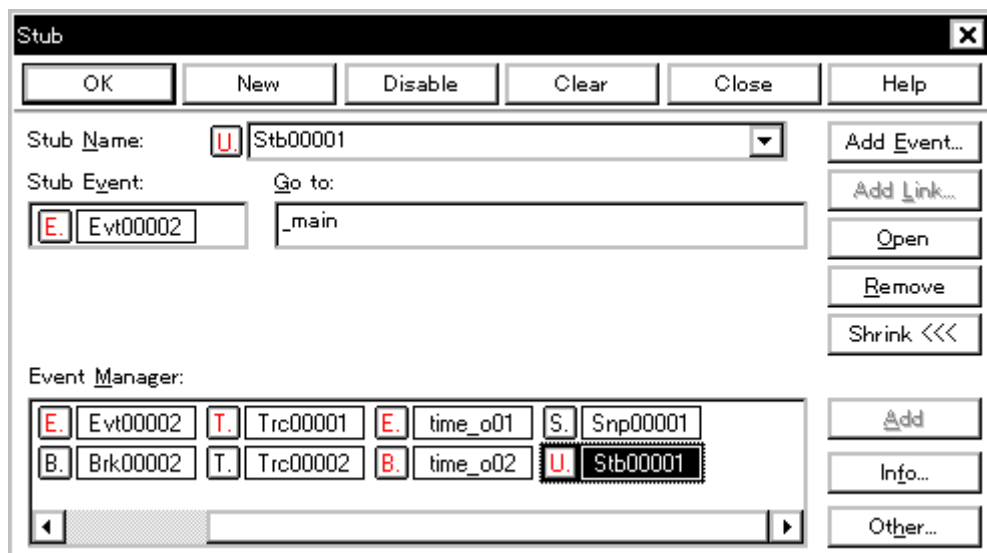 Stub
OK New Disable Clear Close Help
Stub Name: U. Stb00001 Add Event...
Stub Event: Go to: Add Link...
E. Evt00002 _main
Open
Remove
Shrink <<<
Event Manager:
E. Evt00002 T. Trc00001 E. time_o01 S. Snp00001 Add
B. Brk00002 T. Trc00002 B. time_o02 U. Stb00001 Info...
Other...